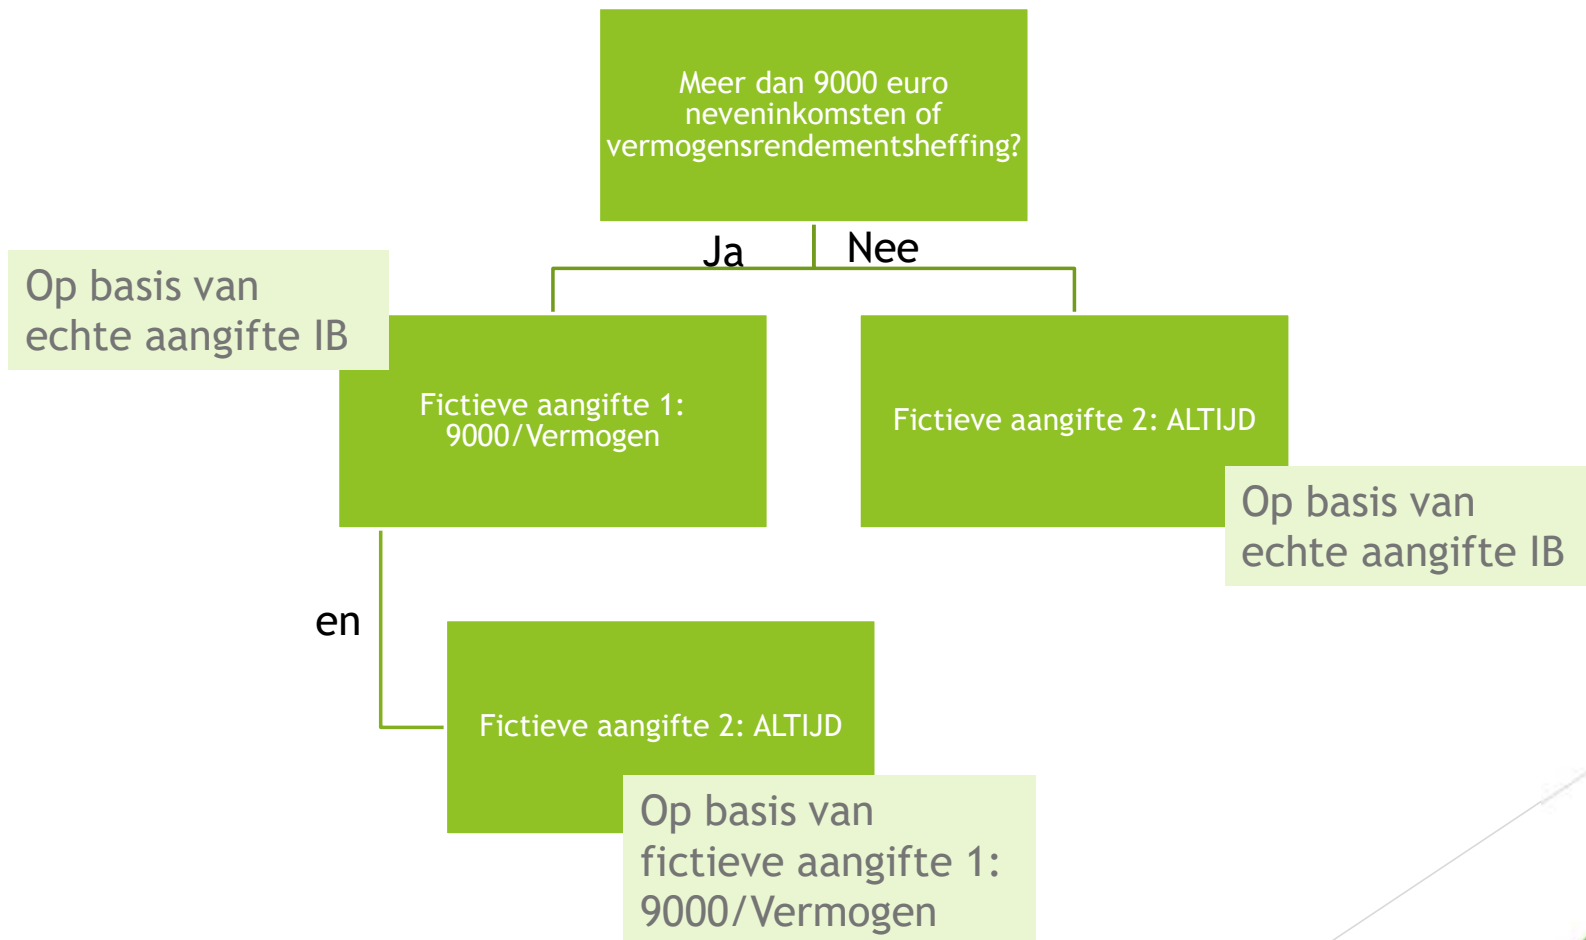 Meer dan 9000 euro
neveninkomsten of
vermogensrendementsheffing?
Ja
Nee
Op basis van
echte aangifte IB
Fictieve aangifte 1:
9000/Vermogen
Fictieve aangifte 2: ALTIJD
Op basis van
echte aangifte IB
en
Fictieve aangifte 2: ALTIJD
Op basis van
fictieve aangifte 1:
9000/Vermogen